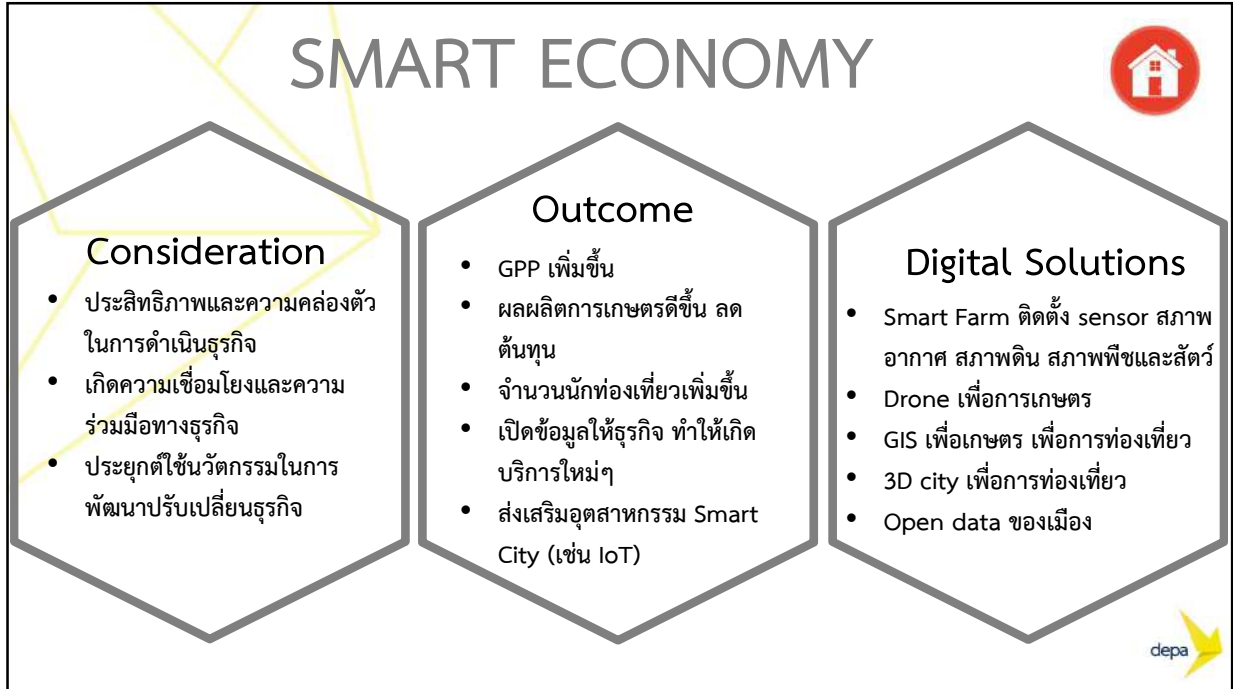 SMART ECONOMY
Consideration
• ประสิทธิภาพและความคล่องตัว
ในการดำเนินธุรกิจ
• เกิดความเชื่อมโยงและความ
ร่วมมือทางธุรกิจ
• ประยุกต์ใช้นวัตกรรมในการ
พัฒนาปรับเปลี่ยนธุรกิจ
Outcome
• GPP เพิ่มขึ้น
• ผลผลิตการเกษตรดีขึ้น ลด
ต้นทุน
• จำนวนนักท่องเที่ยวเพิ่มขึ้น
• เปิดข้อมูลให้ธุรกิจ ทำให้เกิด
บริการใหม่ๆ
• ส่งเสริมอุตสาหกรรม Smart
City (เช่น IoT)
Digital Solutions
• Smart Farm ติดตั้ง sensor สภาพ
อากาศ สภาพดิน สภาพพืชและสัตว์
• Drone เพื่อการเกษตร
• GIS เพื่อเกษตร เพื่อการท่องเที่ยว
• 3D city เพื่อการท่องเที่ยว
• Open data ของเมือง
depa